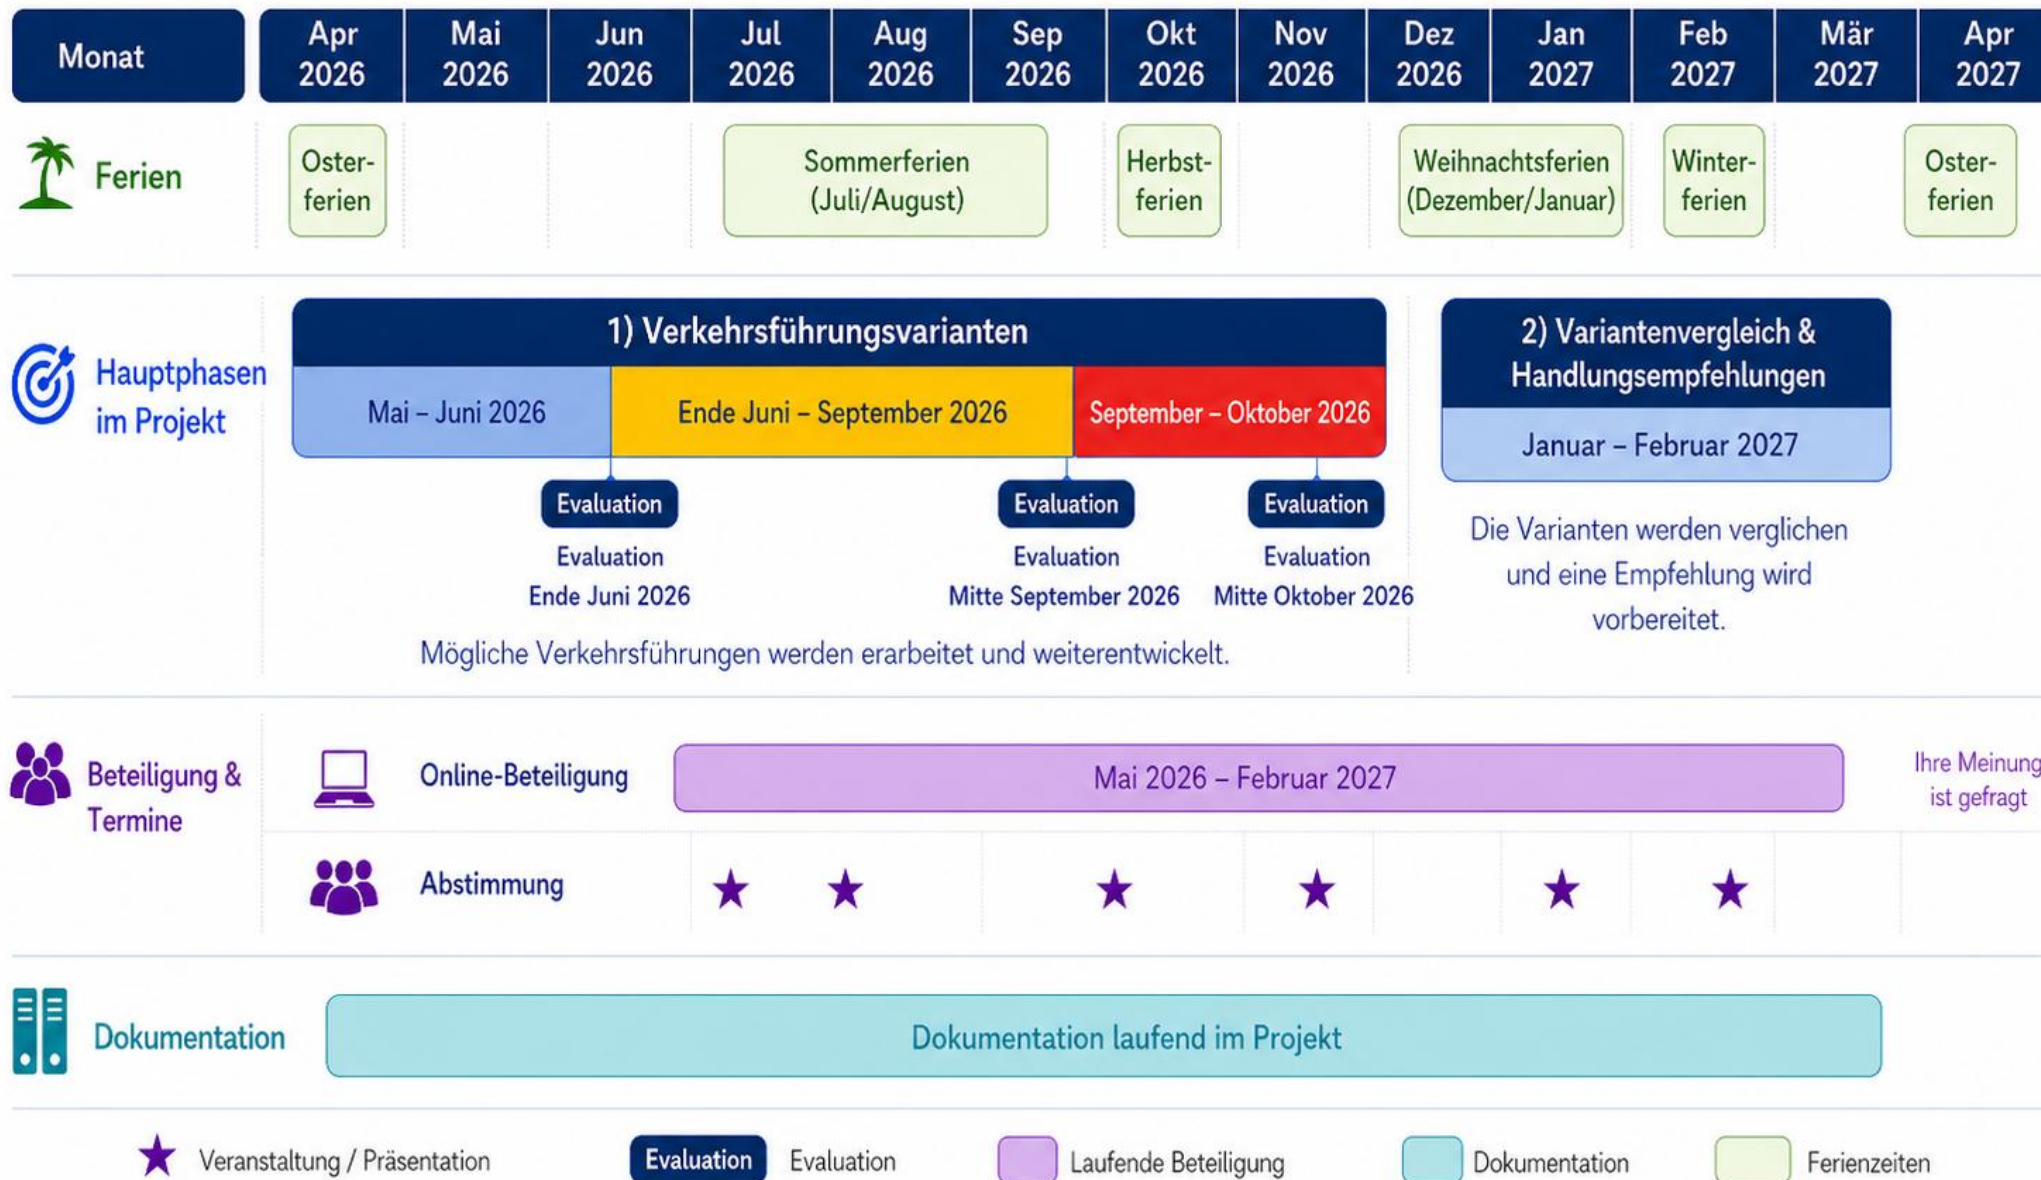 Monat
Apr
2026
Mai
2026
Jun
2026
Jul
2026
Aug
2026
Sep
2026
Okt
2026
Nov
2026
Dez
2026
Jan
2027
Feb
2027
Mär
2027
Apr
2027
Ferien
Oster-
ferien
Sommerferien
(Juli/August)
Herbst-
ferien
Weihnachtsferien
(Dezember/Januar)
Winter-
ferien
Oster-
ferien
Hauptphasen
im Projekt
1) Verkehrsführungsvarianten
Mai – Juni 2026
Ende Juni – September 2026
September – Oktober 2026
Evaluation
Evaluation
Ende Juni 2026
Evaluation
Evaluation
Mitte September 2026
Evaluation
Evaluation
Mitte Oktober 2026
Mögliche Verkehrsführungen werden erarbeitet und weiterentwickelt.
2) Variantenvergleich &
Handlungsempfehlungen
Januar – Februar 2027
Die Varianten werden verglichen
und eine Empfehlung wird
vorbereitet.
Beteiligung &
Termine
Online-Beteiligung
Mai 2026 – Februar 2027
Ihre Meinung
ist gefragt
Abstimmung
Dokumentation
Dokumentation laufend im Projekt
Veranstaltung / Präsentation
Evaluation
Evaluation
Laufende Beteiligung
Dokumentation
Ferienzeiten